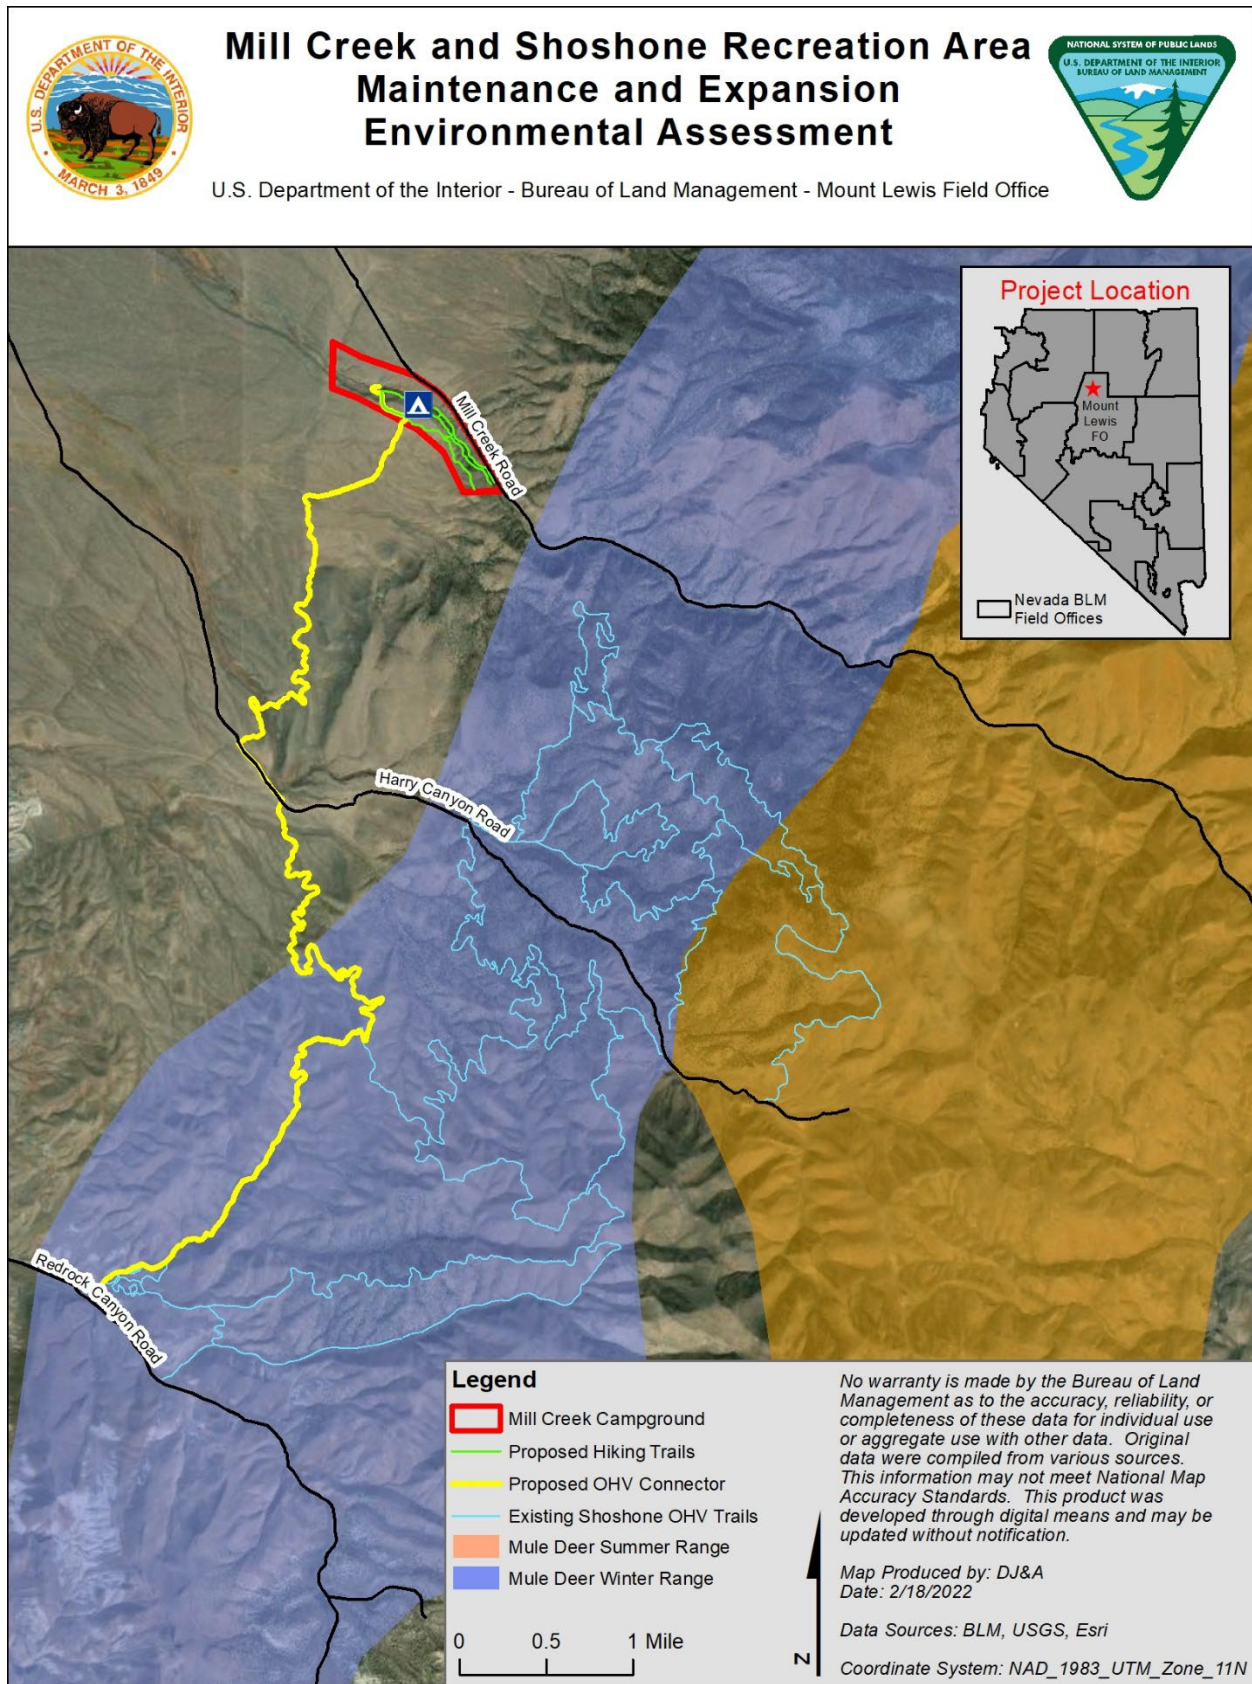 Mill Creek and Shoshone Recreation Area
Maintenance and Expansion
Environmental Assessment
U.S. Department of the Interior - Bureau of Land Management - Mount Lewis Field Office
U.S. DEPARTMENT OF THE INTERIOR
MARCH 3, 1849
NATIONAL SYSTEM OF PUBLIC LANDS
U.S. DEPARTMENT OF THE INTERIOR
BUREAU OF LAND MANAGEMENT
Project Location
Mount
Lewis
FO
Nevada BLM
Field Offices
Mill Creek Road
Harry Canyon Road
Redrock Canyon Road
Legend
Mill Creek Campground
Proposed Hiking Trails
Proposed OHV Connector
Existing Shoshone OHV Trails
Mule Deer Summer Range
Mule Deer Winter Range
0 0.5 1 Mile
N
No warranty is made by the Bureau of Land
Management as to the accuracy, reliability, or
completeness of these data for individual use
or aggregate use with other data. Original
data were compiled from various sources.
This information may not meet National Map
Accuracy Standards. This product was
developed through digital means and may be
updated without notification.
Map Produced by: DJ&A
Date: 2/18/2022
Data Sources: BLM, USGS, Esri
Coordinate System: NAD_1983_UTM_Zone_11N